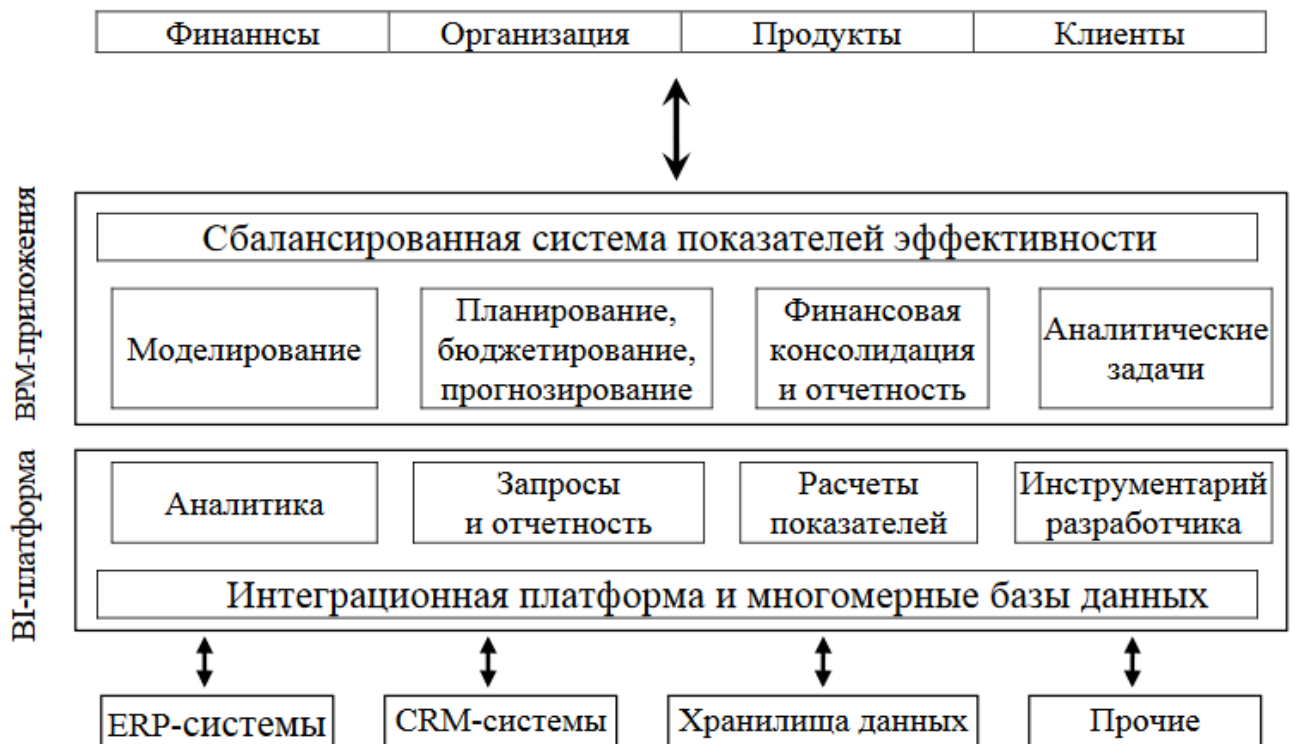 Финаннсы
Организация
Продукты
Клиенты
BPM-приложения
Сбалансированная система показателей эффективности
Моделирование
Планирование,
бюджетирование,
прогнозирование
Финансовая
консолидация
и отчетность
Аналитические
задачи
BI-платформа
Аналитика
Запросы
и отчетность
Расчеты
показателей
Инструментарий
разработчика
Интеграционная платформа и многомерные базы данных
ERP-системы
CRM-системы
Хранилища данных
Прочие